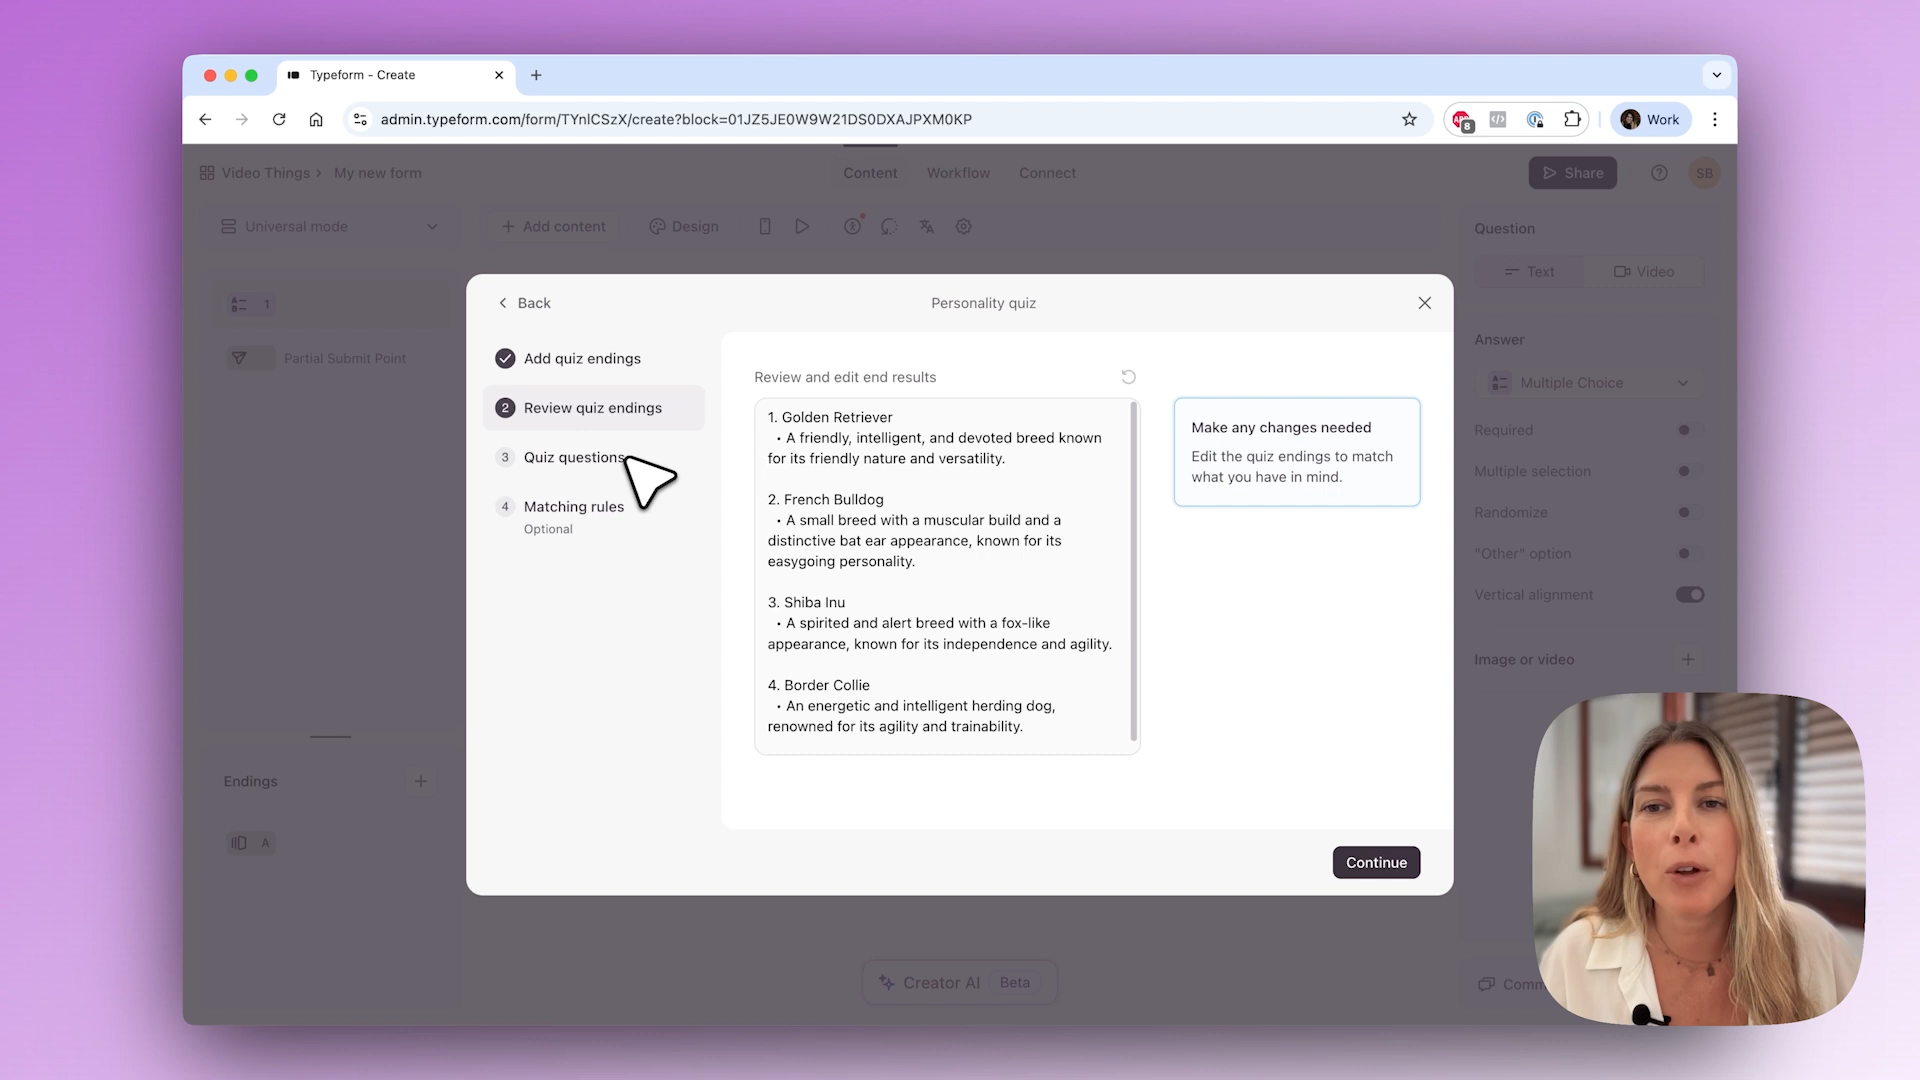 Typeform - Create
admin.typeform.com/form/TYnlCSzX/create?block=01JZ5JE0W9W21DS0DXAJPXM0KP
ABP
8
Work
Video Things
My new form
Content
Workflow
Connect
Share
SB
Universal mode
Add content
Design
Question
Text
Video
1
Partial Submit Point
Answer
Multiple Choice
Required
Multiple selection
Randomize
"Other" option
Vertical alignment
Image or video
Back
Personality quiz
Add quiz endings
2 Review quiz endings
3 Quiz questions
4 Matching rules
Optional
Review and edit end results
1. Golden Retriever
• A friendly, intelligent, and devoted breed known
for its friendly nature and versatility.
2. French Bulldog
• A small breed with a muscular build and a
distinctive bat ear appearance, known for its
easygoing personality.
3. Shiba Inu
• A spirited and alert breed with a fox-like
appearance, known for its independence and agility.
4. Border Collie
• An energetic and intelligent herding dog,
renowned for its agility and trainability.
Make any changes needed
Edit the quiz endings to match
what you have in mind.
Continue
Endings
A
Creator AI
Beta